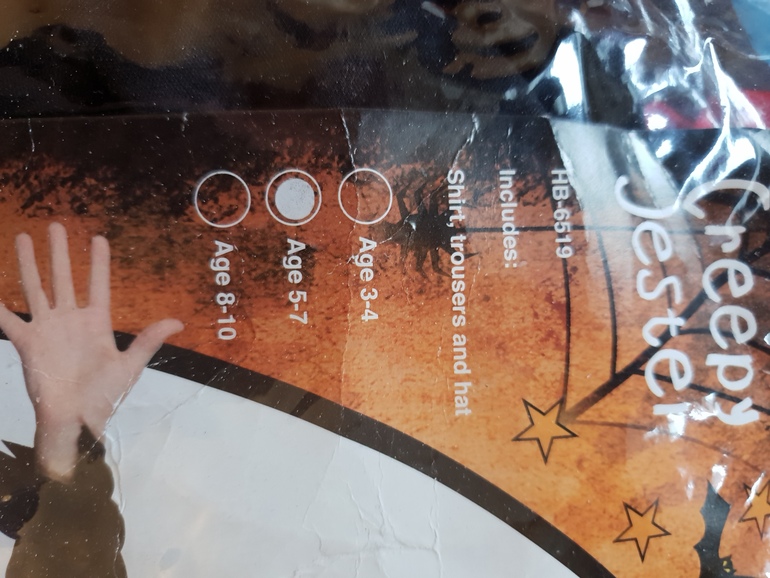 Creepy
Jester
HB-6519
Includes:
Shirt, trousers and hat
Age 3-4
Age 5-7
Age 8-10